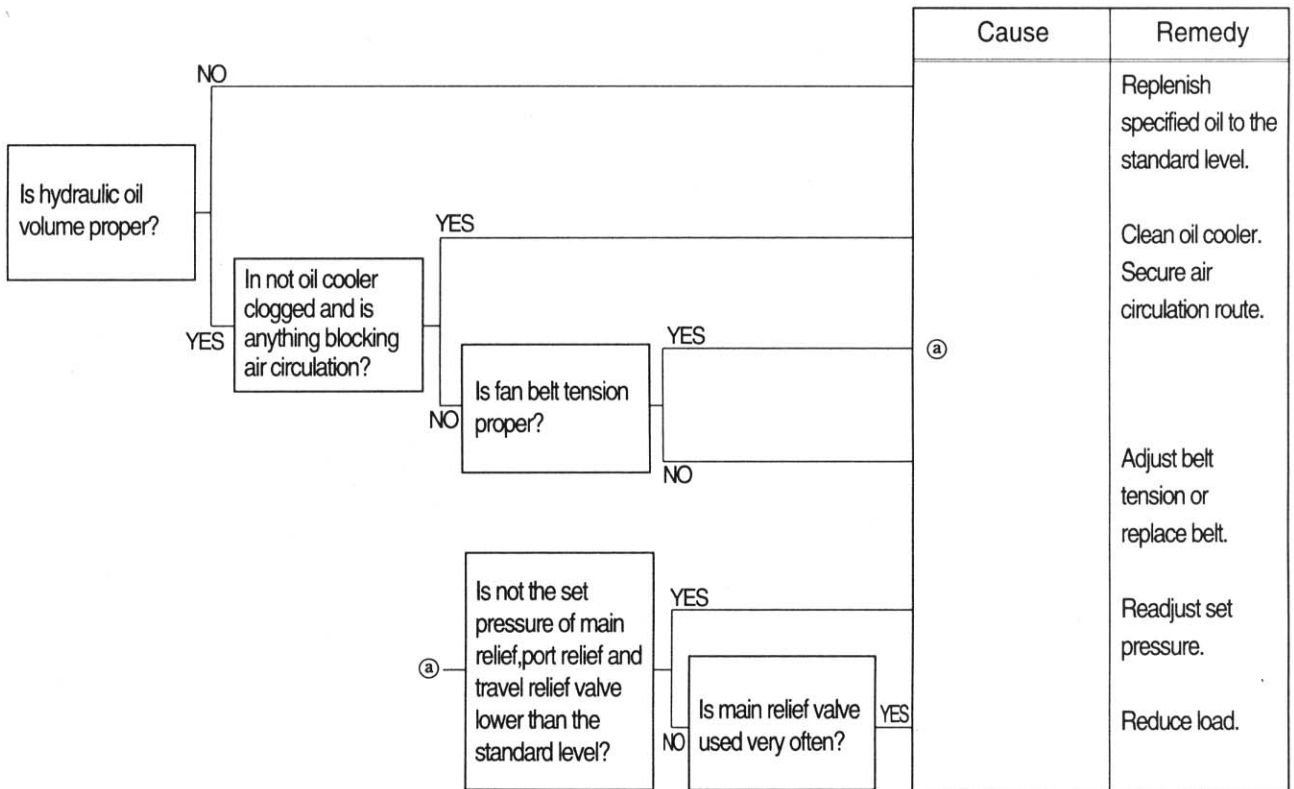 Cause
Remedy
NO
Replenish
specified oil to the
standard level.
Is hydraulic oil
volume proper?
YES
Clean oil cooler.
Secure air
circulation route.
In not oil cooler
clogged and is
anything blocking
air circulation?
YES
YES
ⓐ
Is fan belt tension
proper?
NO
NO
Adjust belt
tension or
replace belt.
Is not the set
pressure of main
relief,port relief and
travel relief valve
lower than the
standard level?
ⓐ
YES
Readjust set
pressure.
NO
Is main relief valve
used very often?
YES
Reduce load.